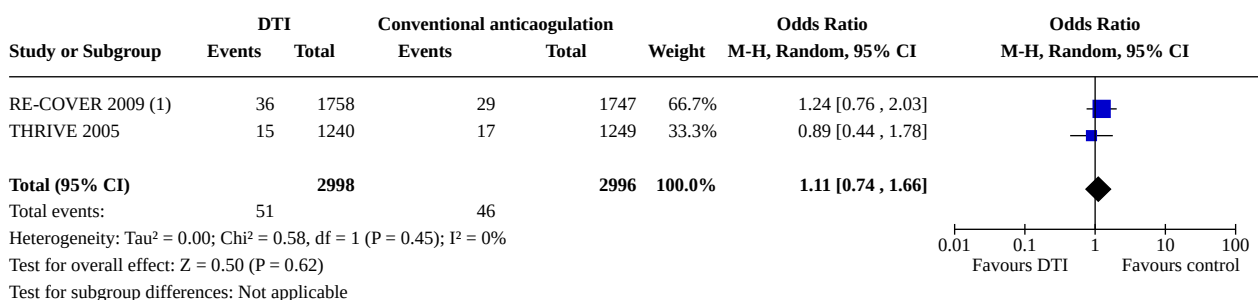 DTI Conventional anticaogulation Odds Ratio Odds Ratio
Study or Subgroup Events Total Events Total Weight M-H, Random, 95% CI M-H, Random, 95% CI
RE-COVER 2009 (1) 36 1758 29 1747 66.7% 1.24 [0.76 , 2.03]
THRIVE 2005 15 1240 17 1249 33.3% 0.89 [0.44 , 1.78]
Total (95% CI) 2998 2996 100.0% 1.11 [0.74 , 1.66]
Total events: 51 46
Heterogeneity: Tau² = 0.00; Chi² = 0.58, df = 1 (P = 0.45); I² = 0%
0.01 0.1 1 10 100
Test for overall effect: Z = 0.50 (P = 0.62)
Favours DTI Favours control
Test for subgroup differences: Not applicable